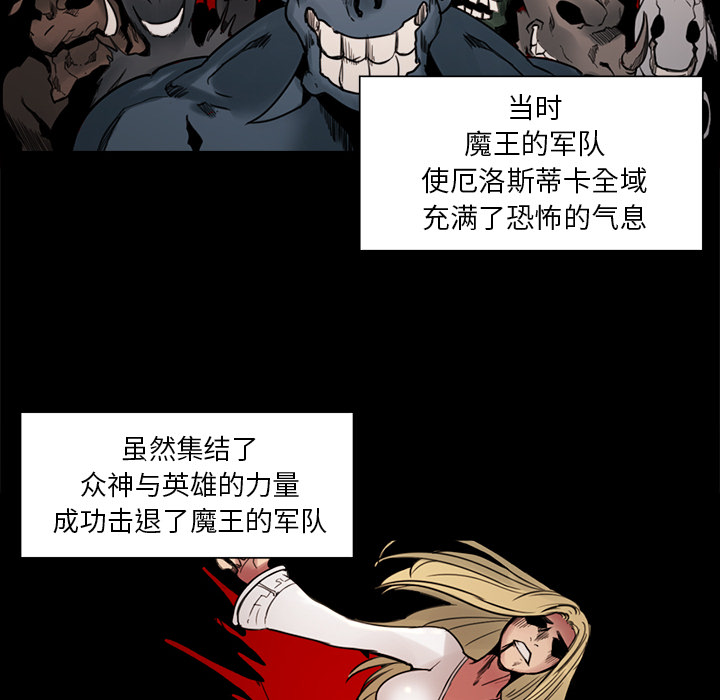 当时
魔王的军队
使厄洛斯蒂卡全域
充满了恐怖的气息
虽然集结了
众神与英雄的力量
成功击退了魔王的军队